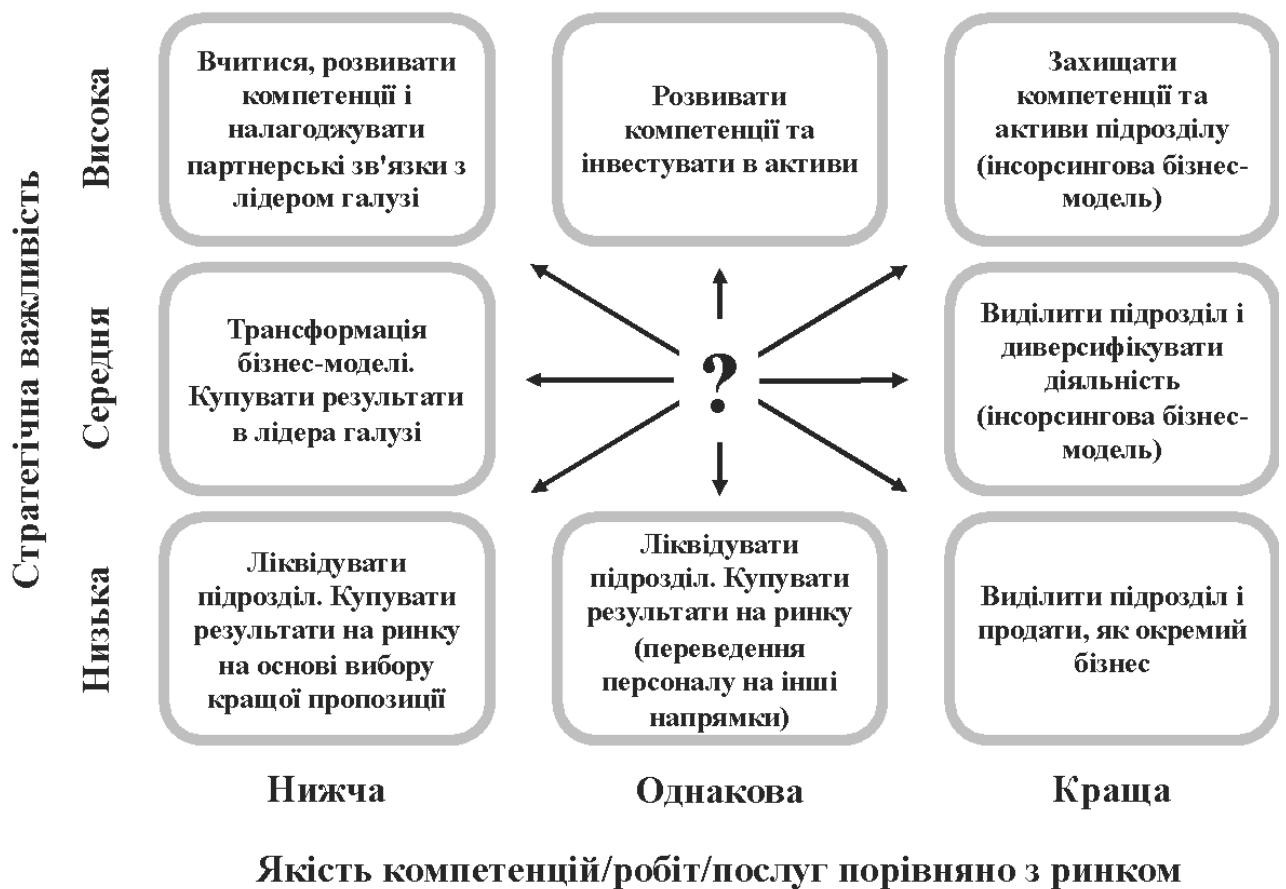 Стратегічна важливість
Висока
Вчитися, розвивати
компетенції і
налагоджувати
партнерські зв'язки з
лідером галузі
Розвивати
компетенції та
інвестувати в активи
Захищати
компетенції та
активи підрозділу
(інсорсингова бізнес-
модель)
Середня
Трансформація
бізнес-моделі.
Купувати результати
в лідера галузі
?
Виділити підрозділ і
диверсифікувати
діяльність
(інсорсингова бізнес-
модель)
Низька
Ліквідувати
підрозділ. Купувати
результати на ринку
на основі вибору
кращої пропозиції
Ліквідувати
підрозділ. Купувати
результати на ринку
(переведення
персоналу на інші
напрямки)
Виділити підрозділ і
продати, як окремий
бізнес
Нижча
Однакова
Краща
Якість компетенцій/робіт/послуг порівняно з ринком